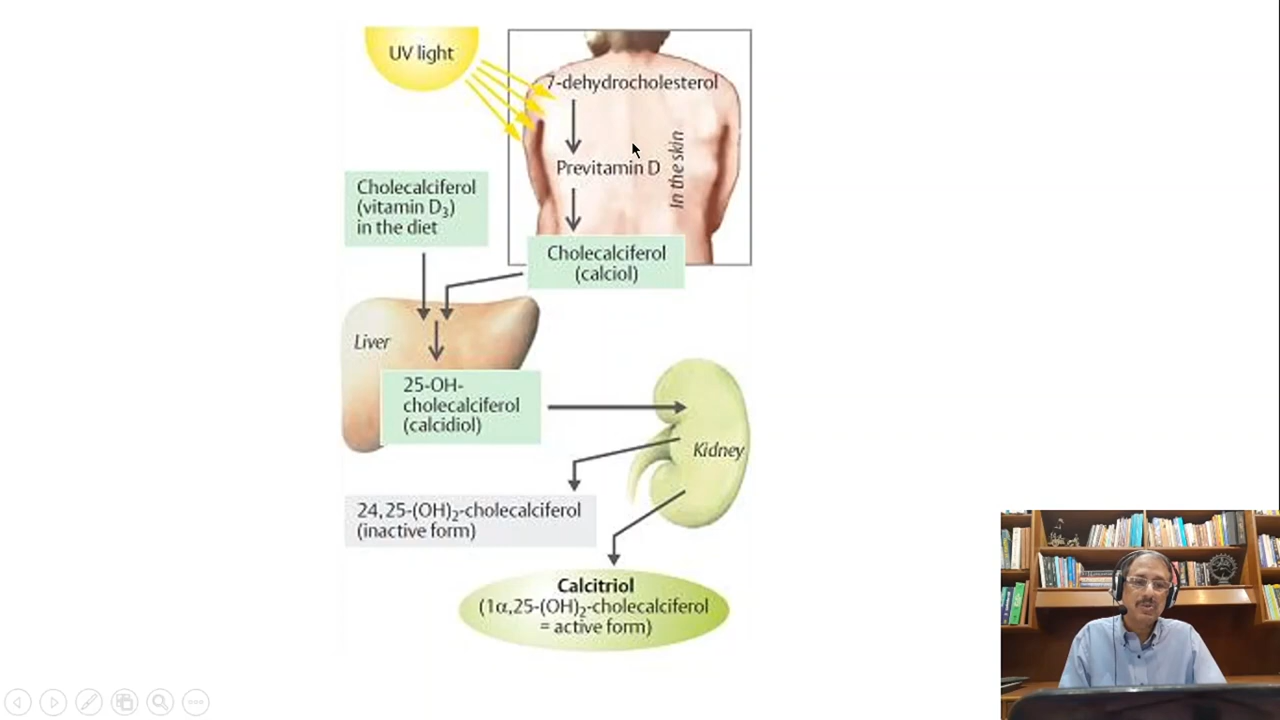 UV light
7-dehydrocholesterol
Previtamin D
In the skin
Cholecalciferol
(vitamin D₃)
in the diet
Cholecalciferol
(calciol)
Liver
25-OH-
cholecalciferol
(calcidiol)
Kidney
24,25-(OH)₂-cholecalciferol
(inactive form)
Calcitriol
(1α,25-(OH)₂-cholecalciferol
= active form)